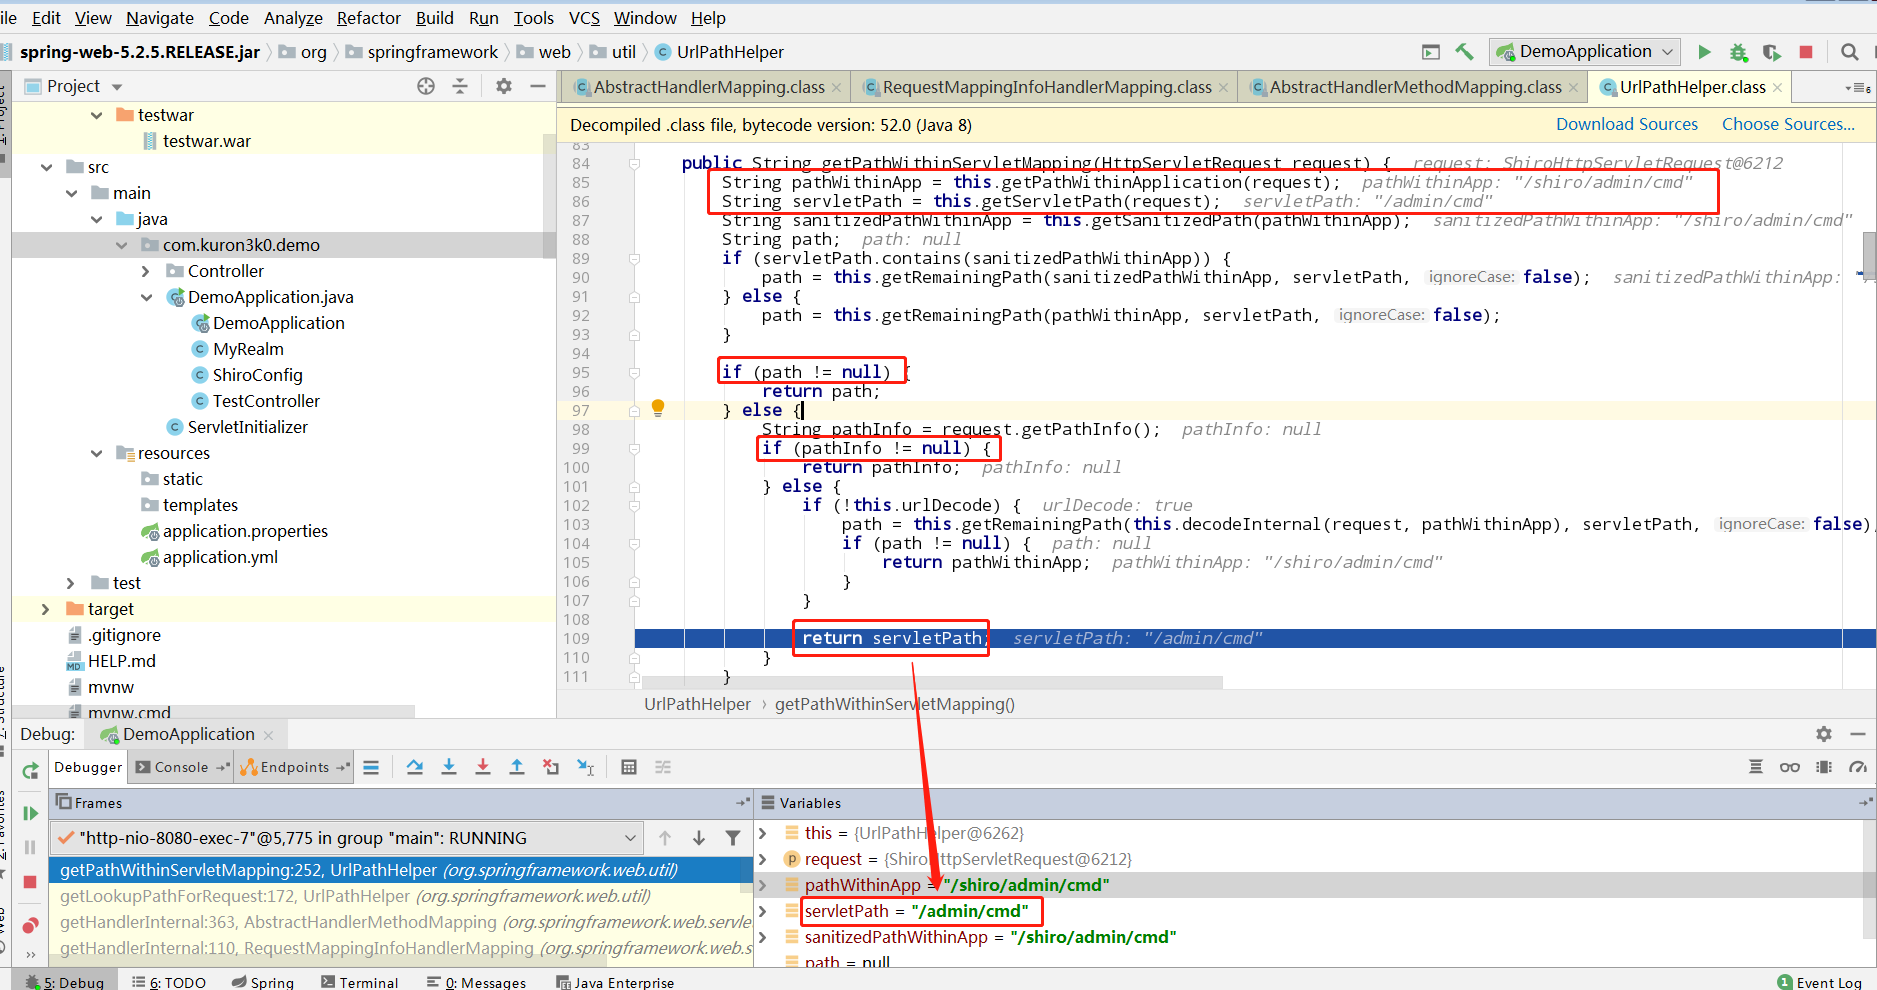 ile Edit View Navigate Code Analyze Refactor Build Run Tools VCS Window Help
spring-web-5.2.5.RELEASE.jar org springframework web util UrlPathHelper DemoApplication
Project
AbstractHandlerMapping.class RequestMappingInfoHandlerMapping.class AbstractHandlerMethodMapping.class UrlPathHelper.class
Decompiled .class file, bytecode version: 52.0 (Java 8) Download Sources Choose Sources...
testwar
testwar.war
src
main
java
com.kuron3k0.demo
Controller
DemoApplication.java
DemoApplication
MyRealm
ShiroConfig
TestController
ServletInitializer
resources
static
templates
application.properties
application.yml
test
target
.gitignore
HELP.md
mvnw
mvnw.cmd
83
84 public String getPathWithinServletMapping(HttpServletRequest request) { request: ShiroHttpServletRequest@6212
85 String pathWithinApp = this.getPathWithinApplication(request); pathWithinApp: "/shiro/admin/cmd"
86 String servletPath = this.getServletPath(request); servletPath: "/admin/cmd"
87 String sanitizedPathWithinApp = this.getSanitizedPath(pathWithinApp); sanitizedPathWithinApp: "/shiro/admin/cmd"
88 String path; path: null
89 if (servletPath.contains(sanitizedPathWithinApp)) {
90 path = this.getRemainingPath(sanitizedPathWithinApp, servletPath, ignoreCase: false); sanitizedPathWithinApp:
91 } else {
92 path = this.getRemainingPath(pathWithinApp, servletPath, ignoreCase: false);
93 }
94
95 if (path != null) {
96 return path;
97 } else {
98 String pathInfo = request.getPathInfo(); pathInfo: null
99 if (pathInfo != null) {
100 return pathInfo; pathInfo: null
101 } else {
102 if (!this.urlDecode) { urlDecode: true
103 path = this.getRemainingPath(this.decodeInternal(request, pathWithinApp), servletPath, ignoreCase: false);
104 if (path != null) { path: null
105 return pathWithinApp; pathWithinApp: "/shiro/admin/cmd"
106 }
107 }
108
109 return servletPath; servletPath: "/admin/cmd"
110 }
111 }
UrlPathHelper › getPathWithinServletMapping()
Debug: DemoApplication
Debugger Console Endpoints
Frames
"http-nio-8080-exec-7"@5,775 in group "main": RUNNING
getPathWithinServletMapping:252, UrlPathHelper (org.springframework.web.util)
getLookupPathForRequest:172, UrlPathHelper (org.springframework.web.util)
getHandlerInternal:363, AbstractHandlerMethodMapping (org.springframework.web.servle
getHandlerInternal:110, RequestMappingInfoHandlerMapping (org.springframework.web.se
Variables
this = {UrlPathHelper@6262}
request = {ShiroHttpServletRequest@6212}
pathWithinApp = "/shiro/admin/cmd"
servletPath = "/admin/cmd"
sanitizedPathWithinApp = "/shiro/admin/cmd"
path = null
5: Debug 6: TODO Spring Terminal 0: Messages Java Enterprise 1 Event Log